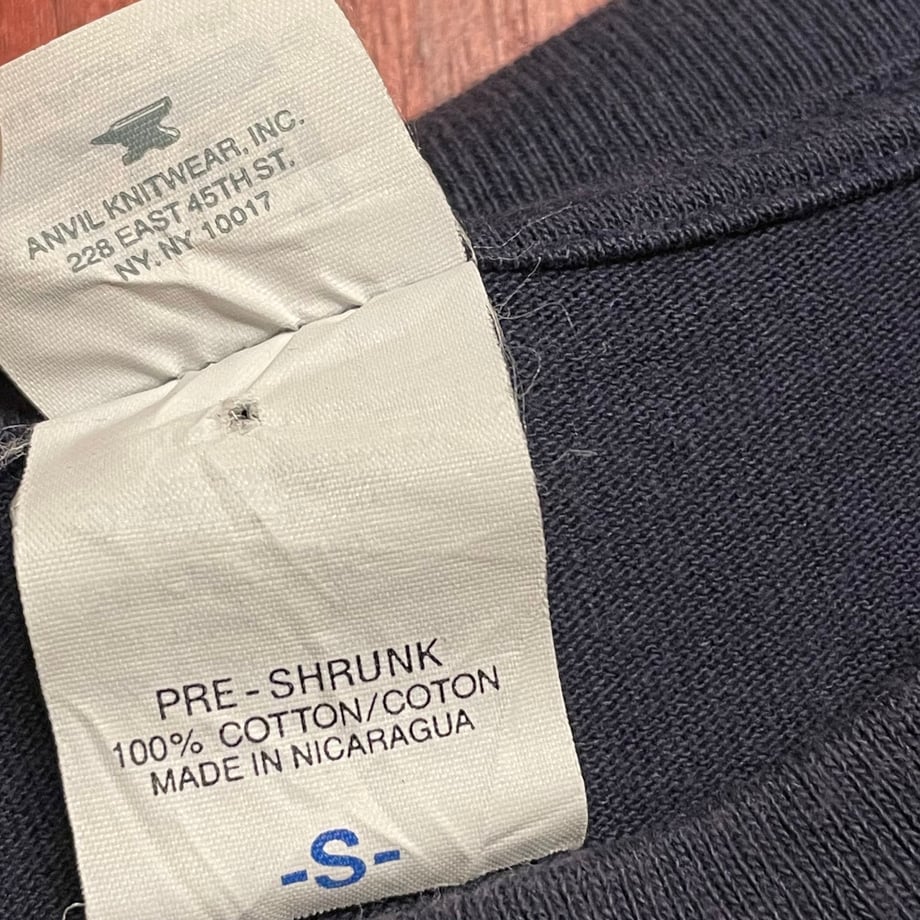 ANVIL KNITWEAR, INC.
228 EAST 45TH ST.
NY. NY 10017
PRE-SHRUNK
100% COTTON/COTON
MADE IN NICARAGUA
-S-